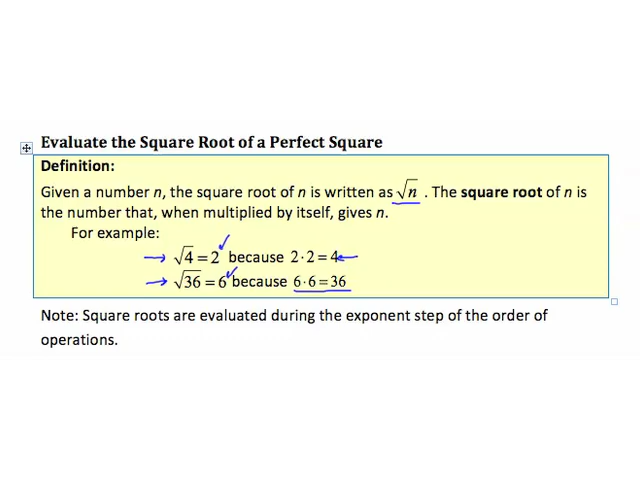 Evaluate the Square Root of a Perfect Square
Definition:
Given a number n, the square root of n is written as √n . The square root of n is
the number that, when multiplied by itself, gives n.
For example:
√4 = 2 because 2·2 = 4
√36 = 6 because 6·6 = 36
Note: Square roots are evaluated during the exponent step of the order of
operations.